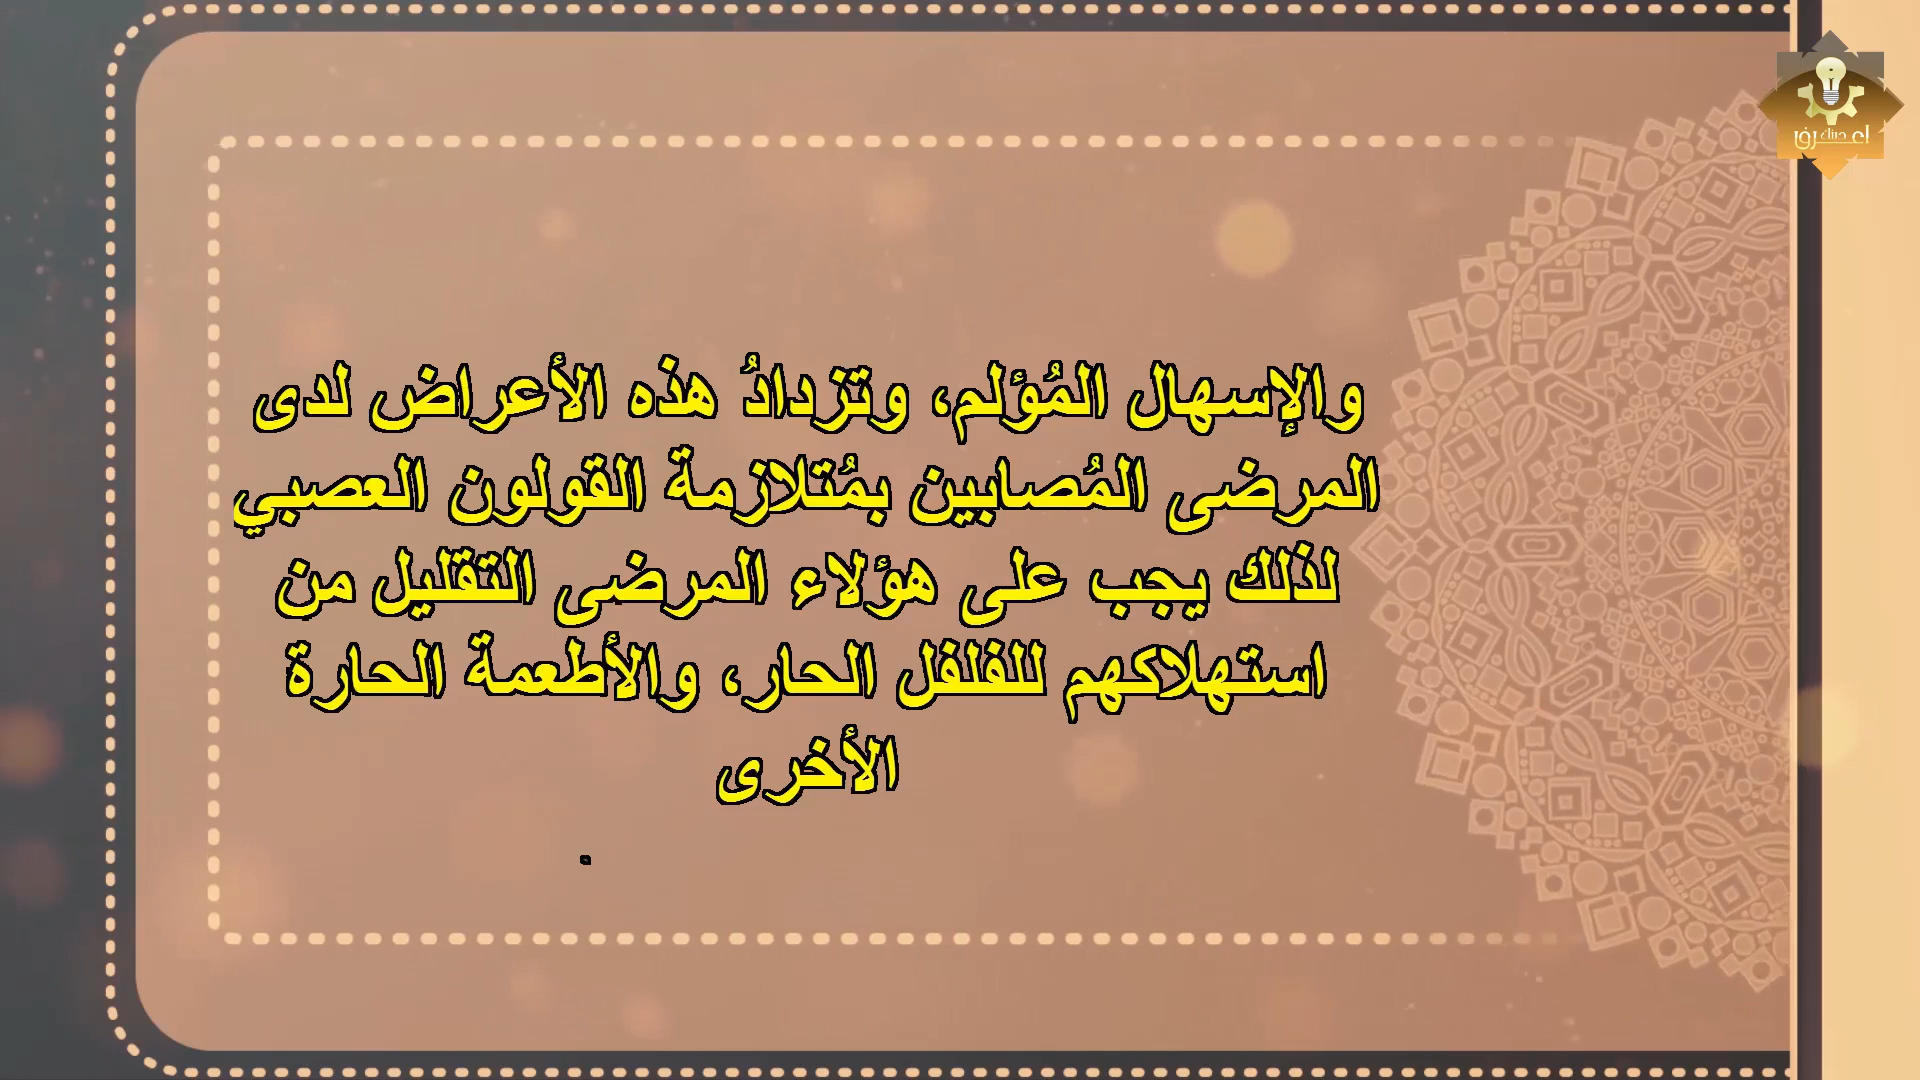 والإسهال المُؤلم، وتزدادُ هذه الأعراض لدى
المرضى المُصابين بمُتلازمة القولون العصبي
لذلك يجب على هؤلاء المرضى التقليل من
استهلاكهم للفلفل الحار، والأطعمة الحارة
الأخرى
.